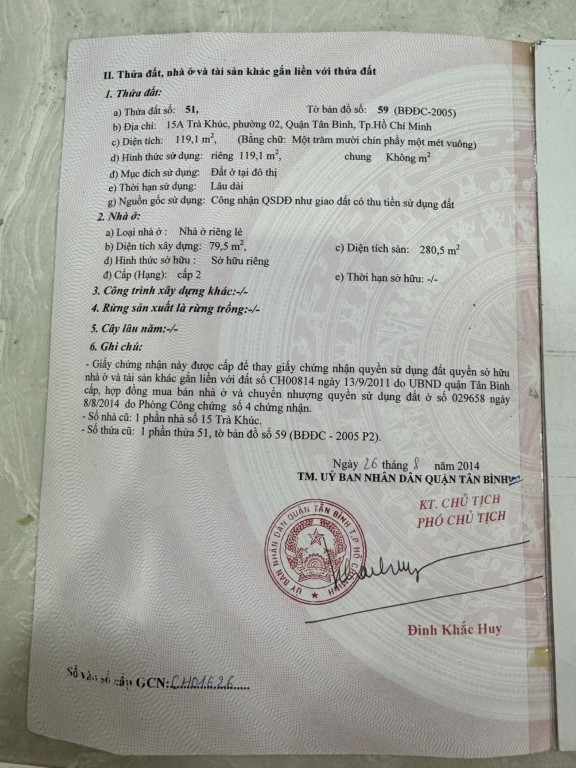 II. Thửa đất, nhà ở và tài sản khác gắn liền với thửa đất
1. Thửa đất:
a) Thửa đất số: 51, Tờ bản đồ số: 59 (BĐĐC-2005)
b) Địa chỉ: 15A Trà Khúc, phường 02, Quận Tân Bình, Tp.Hồ Chí Minh
c) Diện tích: 119,1 m², (Bằng chữ: Một trăm mười chín phẩy một mét vuông)
d) Hình thức sử dụng: riêng 119,1 m², chung Không m²
đ) Mục đích sử dụng: Đất ở tại đô thị
e) Thời hạn sử dụng: Lâu dài
g) Nguồn gốc sử dụng: Công nhận QSDĐ như giao đất có thu tiền sử dụng đất
2. Nhà ở:
a) Loại nhà ở : Nhà ở riêng lẻ
b) Diện tích xây dựng: 79,5 m², c) Diện tích sàn: 280,5 m²
d) Hình thức sở hữu : Sở hữu riêng
đ) Cấp (Hạng): cấp 2 e) Thời hạn sở hữu: -/-
3. Công trình xây dựng khác:-/-
4. Rừng sản xuất là rừng trồng:-/-
5. Cây lâu năm:-/-
6. Ghi chú:
- Giấy chứng nhận này được cấp để thay giấy chứng nhận quyền sử dụng đất quyền sở hữu
nhà ở và tài sản khác gắn liền với đất số CH00814 ngày 13/9/2011 do UBND quận Tân Bình
cấp, hợp đồng mua bán nhà ở và chuyển nhượng quyền sử dụng đất ở số 029658 ngày
8/8/2014 do Phòng Công chứng số 4 chứng nhận.
- Số nhà cũ: 1 phần nhà số 15 Trà Khúc.
- Số thửa cũ: 1 phần thửa 51, tờ bản đồ số 59 (BĐĐC - 2005 P2).
Ngày 26 tháng 8 năm 2014
TM. UỶ BAN NHÂN DÂN QUẬN TÂN BÌNH
KT. CHỦ TỊCH
PHÓ CHỦ TỊCH
ỦY BAN NHÂN DÂN QUẬN TÂN BÌNH T.P HỒ CHÍ MINH
Đinh Khắc Huy
Số vào sổ cấp GCN:CH01626